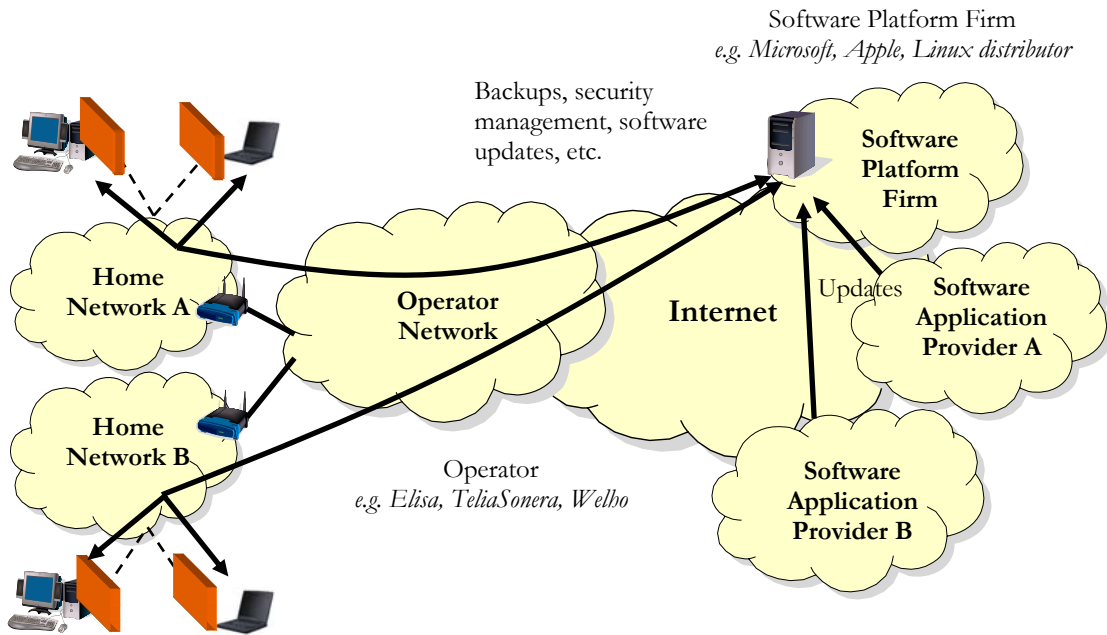 Software Platform Firm
e.g. Microsoft, Apple, Linux distributor
Backups, security
management, software
updates, etc.
Software
Platform
Firm
Home
Network A
Operator
Network
Internet
Updates
Software
Application
Provider A
Home
Network B
Operator
e.g. Elisa, TeliaSonera, Welho
Software
Application
Provider B